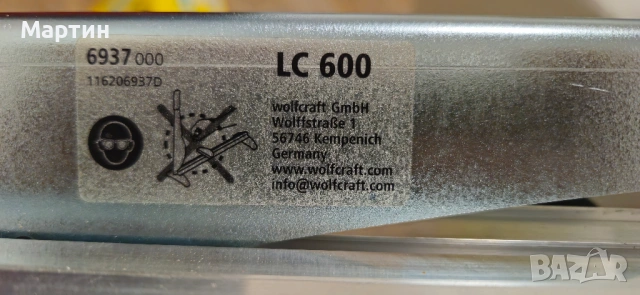 Мартин
6937 000
116206937D
LC 600
wolfcraft GmbH
Wolffstraße 1
56746 Kempenich
Germany
www.wolfcraft.com
info@wolfcraft.com
BAZAR